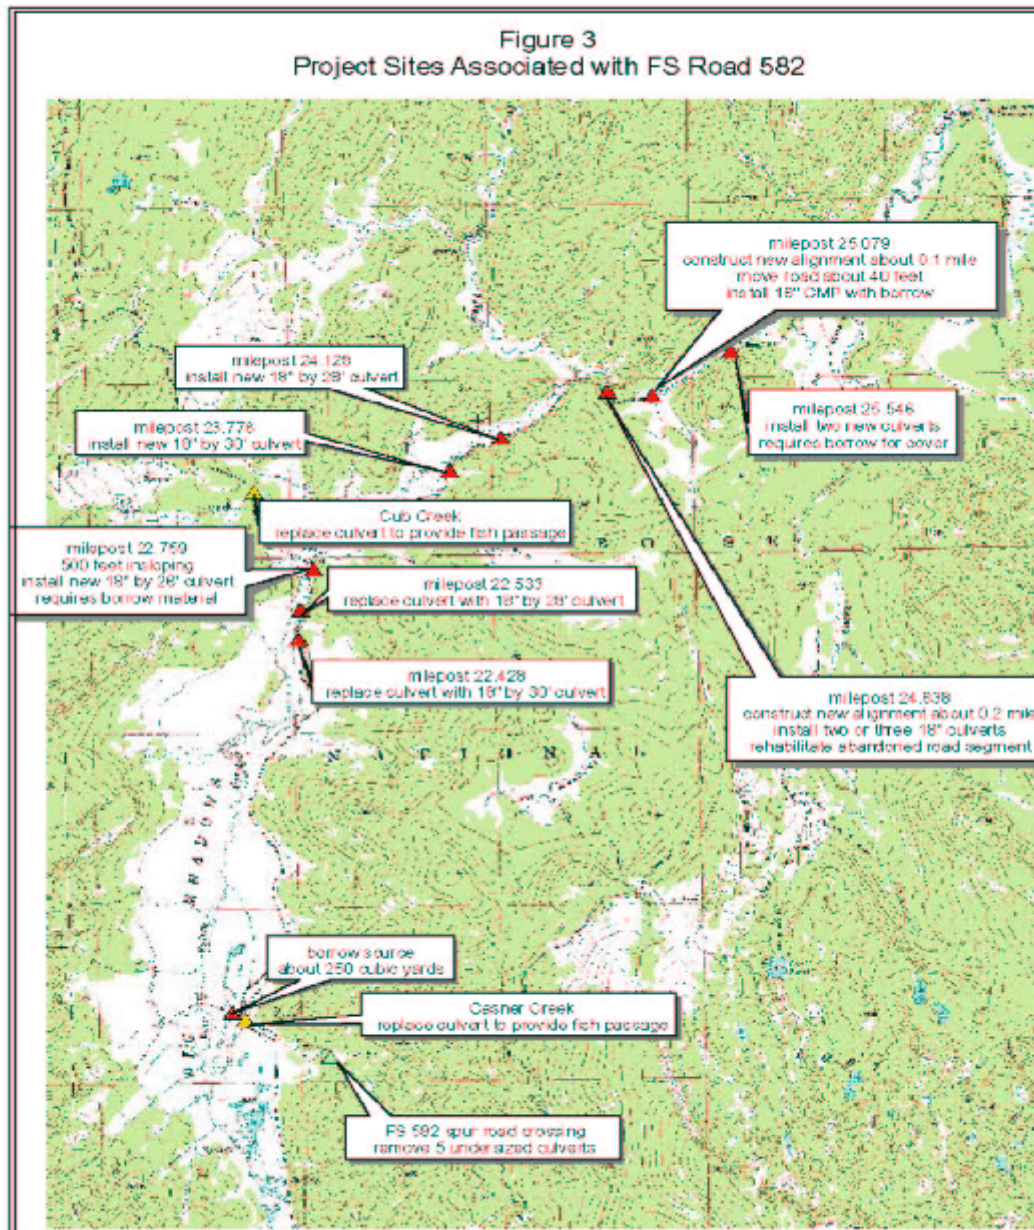 Figure 3
Project Sites Associated with FS Road 582
milepost 25.079
construct new alignment about 0.1 mile
move road about 40 feet
install 18" CMP with borrow
milepost 24.128
install new 18" by 28' culvert
milepost 25.546
install two new culverts
requires borrow for cover
milepost 23.776
install new 18" by 30' culvert
Cub Creek
replace culvert to provide fish passage
milepost 22.759
500 feet insloping
install new 18" by 26' culvert
requires borrow material
milepost 22.533
replace culvert with 18" by 28' culvert
milepost 22.428
replace culvert with 18" by 30' culvert
milepost 24.838
construct new alignment about 0.2 mile
install two or three 18" culverts
rehabilitate abandoned road segment
NATIONAL
BIG MEADOWS
borrow source
about 250 cubic yards
Casner Creek
replace culvert to provide fish passage
FS 582 spur road crossing
remove 5 undersized culverts